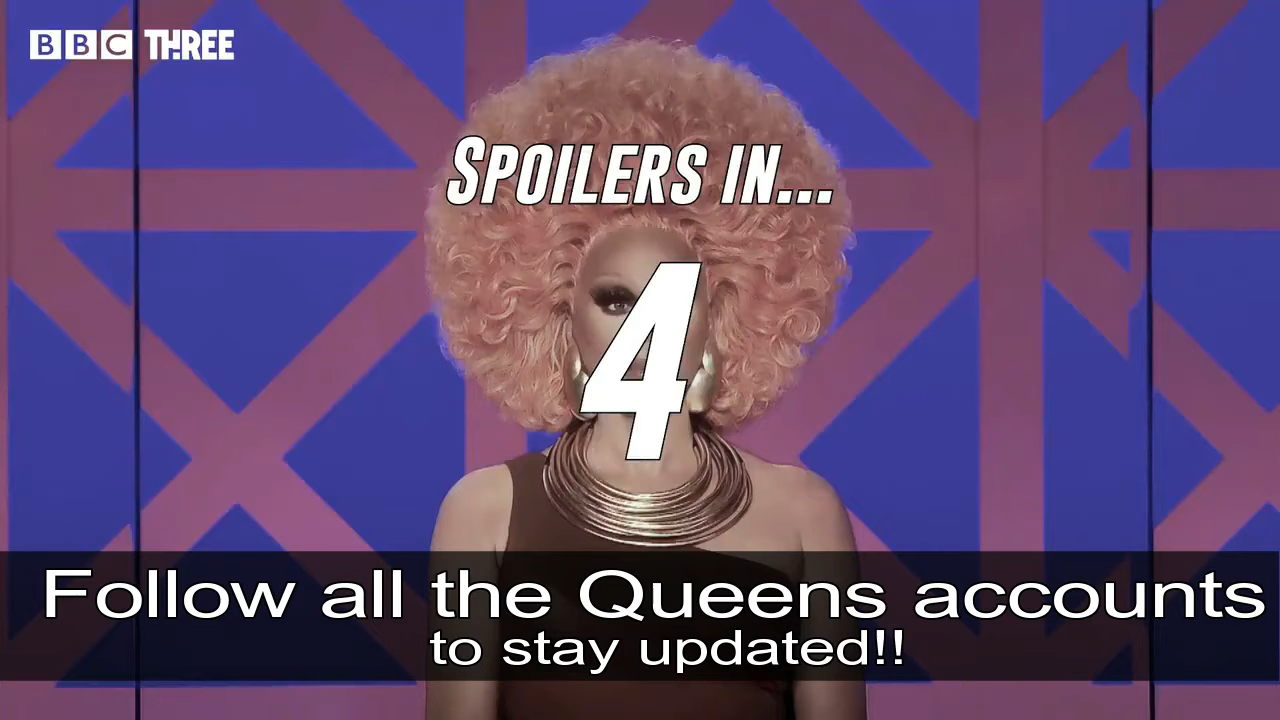 BBC THREE
SPOILERS IN...
4
Follow all the Queens accounts
to stay updated!!